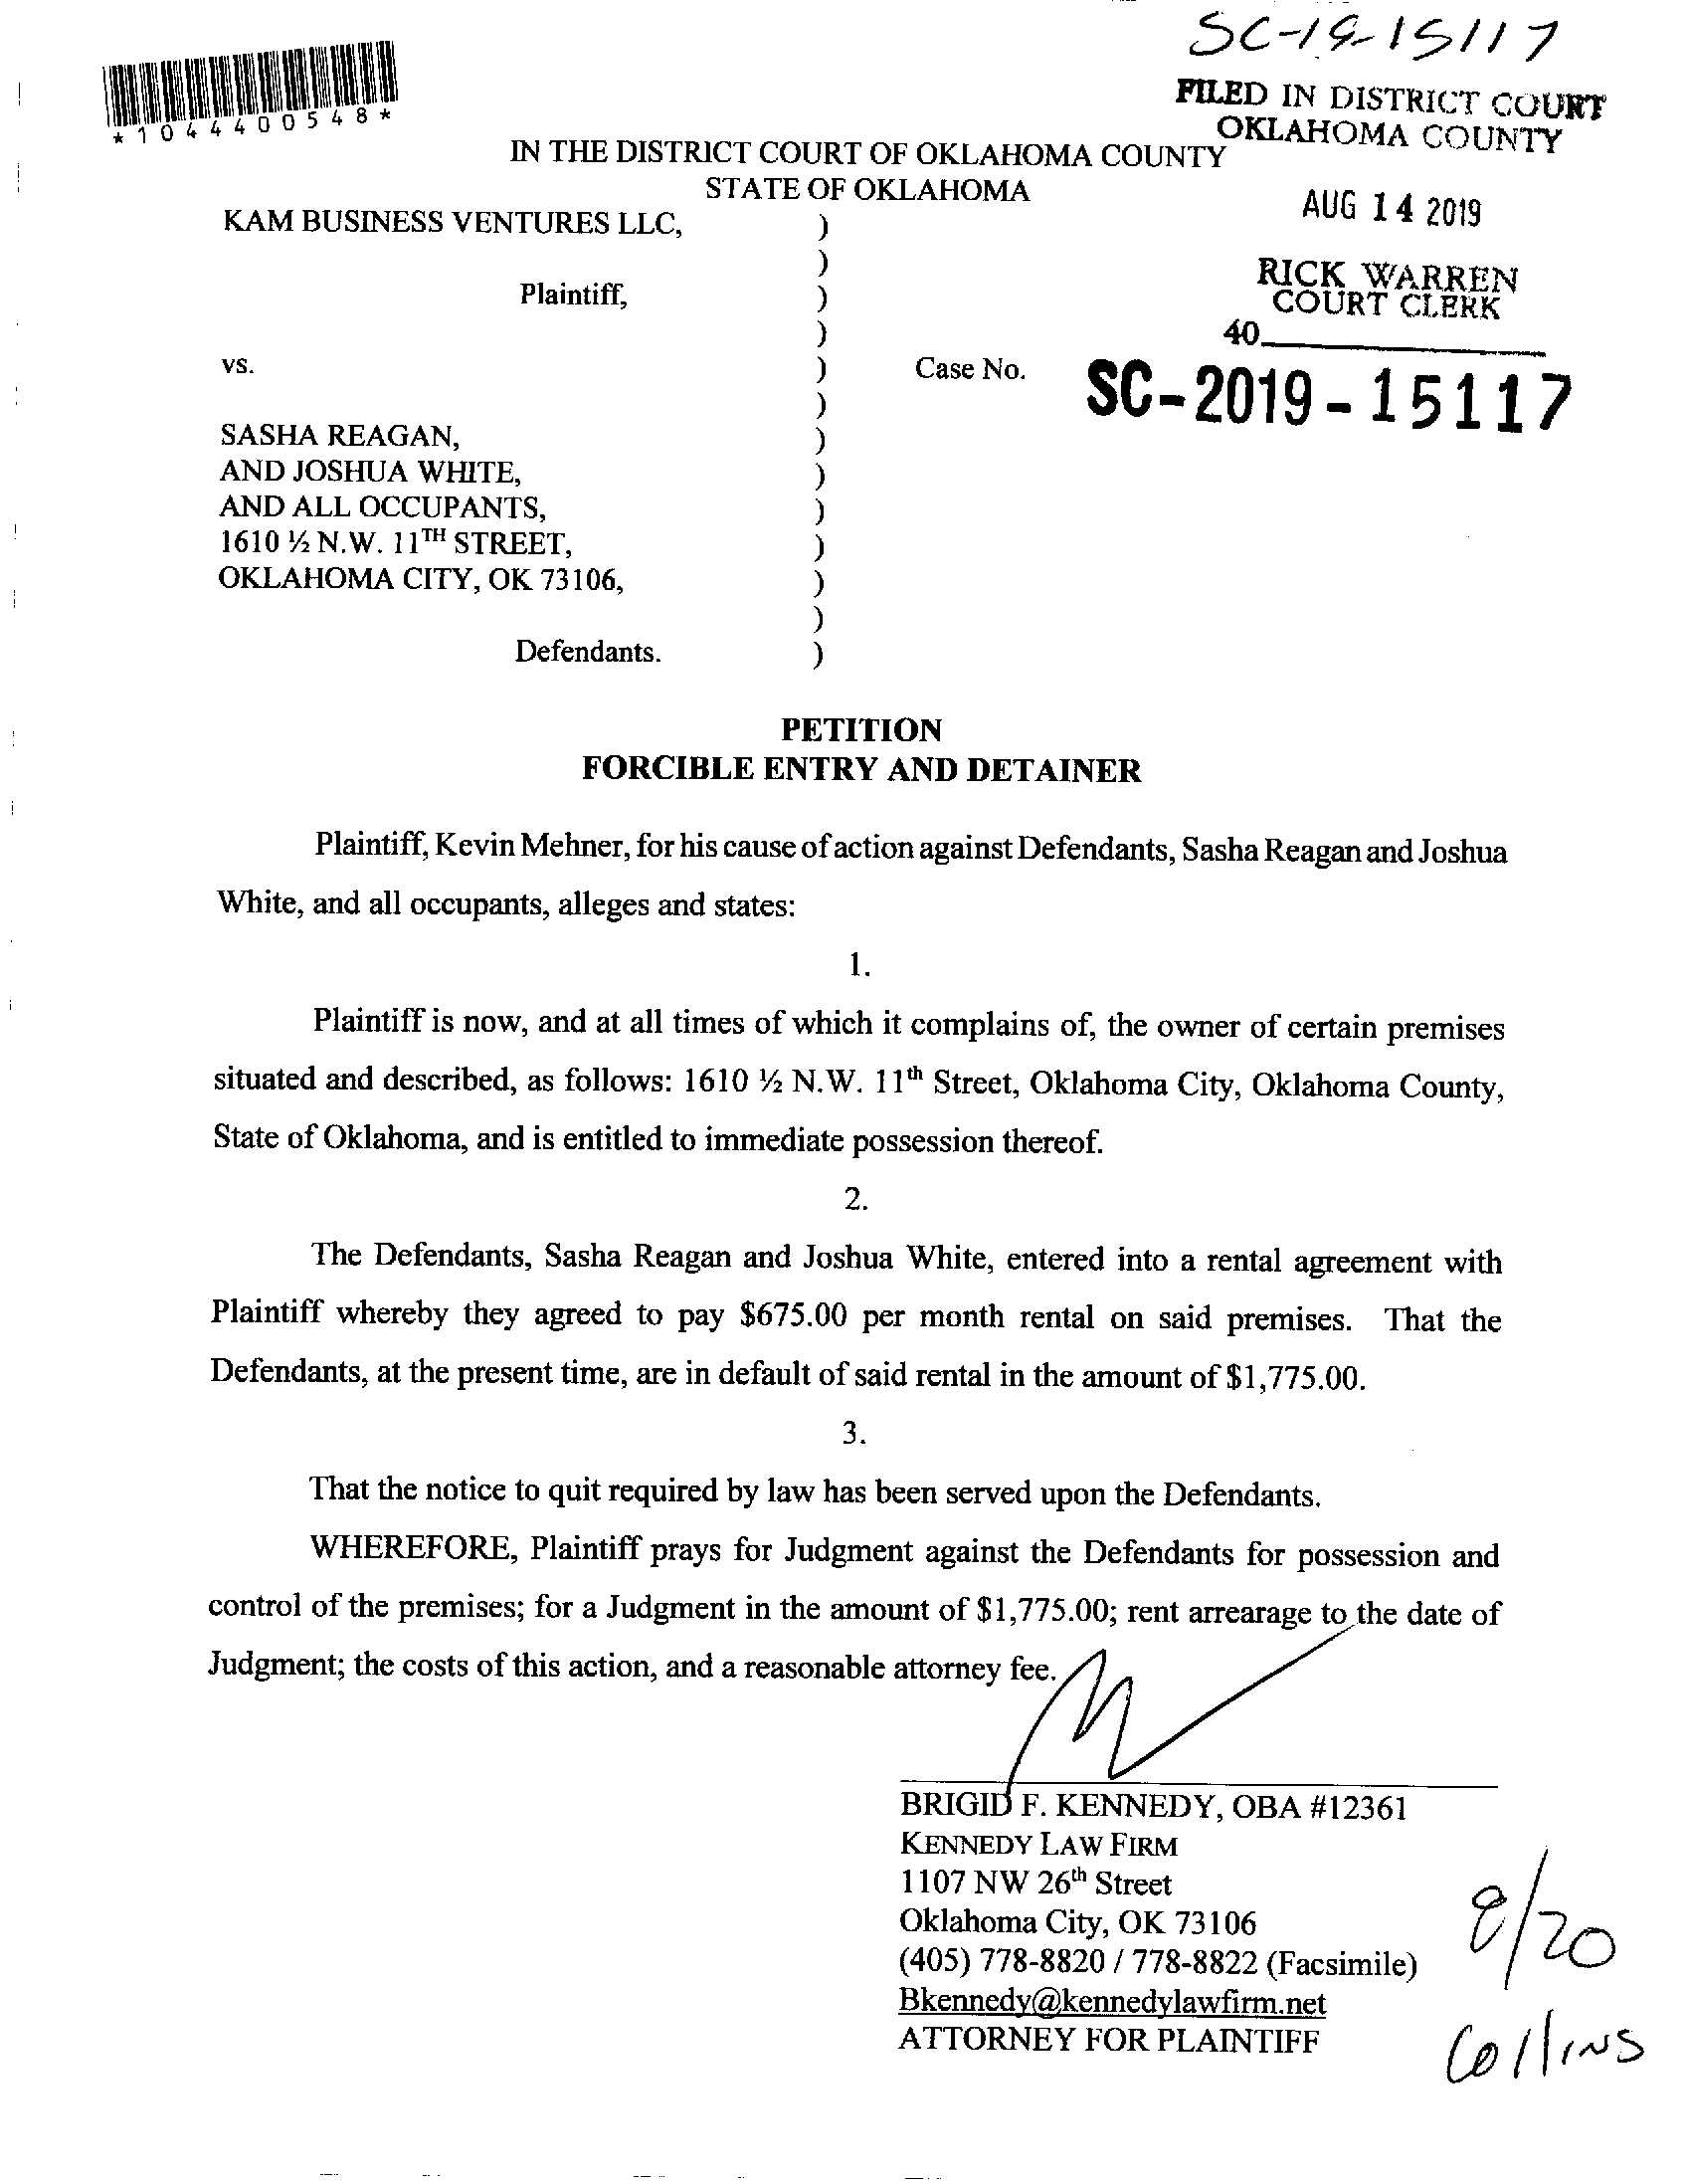 SC-19-15117
FILED IN DISTRICT COURT
OKLAHOMA COUNTY
*1044400548*
IN THE DISTRICT COURT OF OKLAHOMA COUNTY
STATE OF OKLAHOMA
AUG 14 2019
KAM BUSINESS VENTURES LLC, )
)
RICK WARREN
COURT CLERK
Plaintiff, )
)
40
vs. ) Case No. SC-2019-15117
)
SASHA REAGAN, )
AND JOSHUA WHITE, )
AND ALL OCCUPANTS, )
1610 ½ N.W. 11TH STREET, )
OKLAHOMA CITY, OK 73106, )
)
Defendants. )
PETITION
FORCIBLE ENTRY AND DETAINER
Plaintiff, Kevin Mehner, for his cause of action against Defendants, Sasha Reagan and Joshua
White, and all occupants, alleges and states:
1.
Plaintiff is now, and at all times of which it complains of, the owner of certain premises
situated and described, as follows: 1610 ½ N.W. 11th Street, Oklahoma City, Oklahoma County,
State of Oklahoma, and is entitled to immediate possession thereof.
2.
The Defendants, Sasha Reagan and Joshua White, entered into a rental agreement with
Plaintiff whereby they agreed to pay $675.00 per month rental on said premises. That the
Defendants, at the present time, are in default of said rental in the amount of $1,775.00.
3.
That the notice to quit required by law has been served upon the Defendants.
WHEREFORE, Plaintiff prays for Judgment against the Defendants for possession and
control of the premises; for a Judgment in the amount of $1,775.00; rent arrearage to the date of
Judgment; the costs of this action, and a reasonable attorney fee.
BRIGID F. KENNEDY, OBA #12361
KENNEDY LAW FIRM
1107 NW 26th Street
Oklahoma City, OK 73106
(405) 778-8820 / 778-8822 (Facsimile)
Bkennedy@kennedylawfirm.net
ATTORNEY FOR PLAINTIFF
8/20
Collins